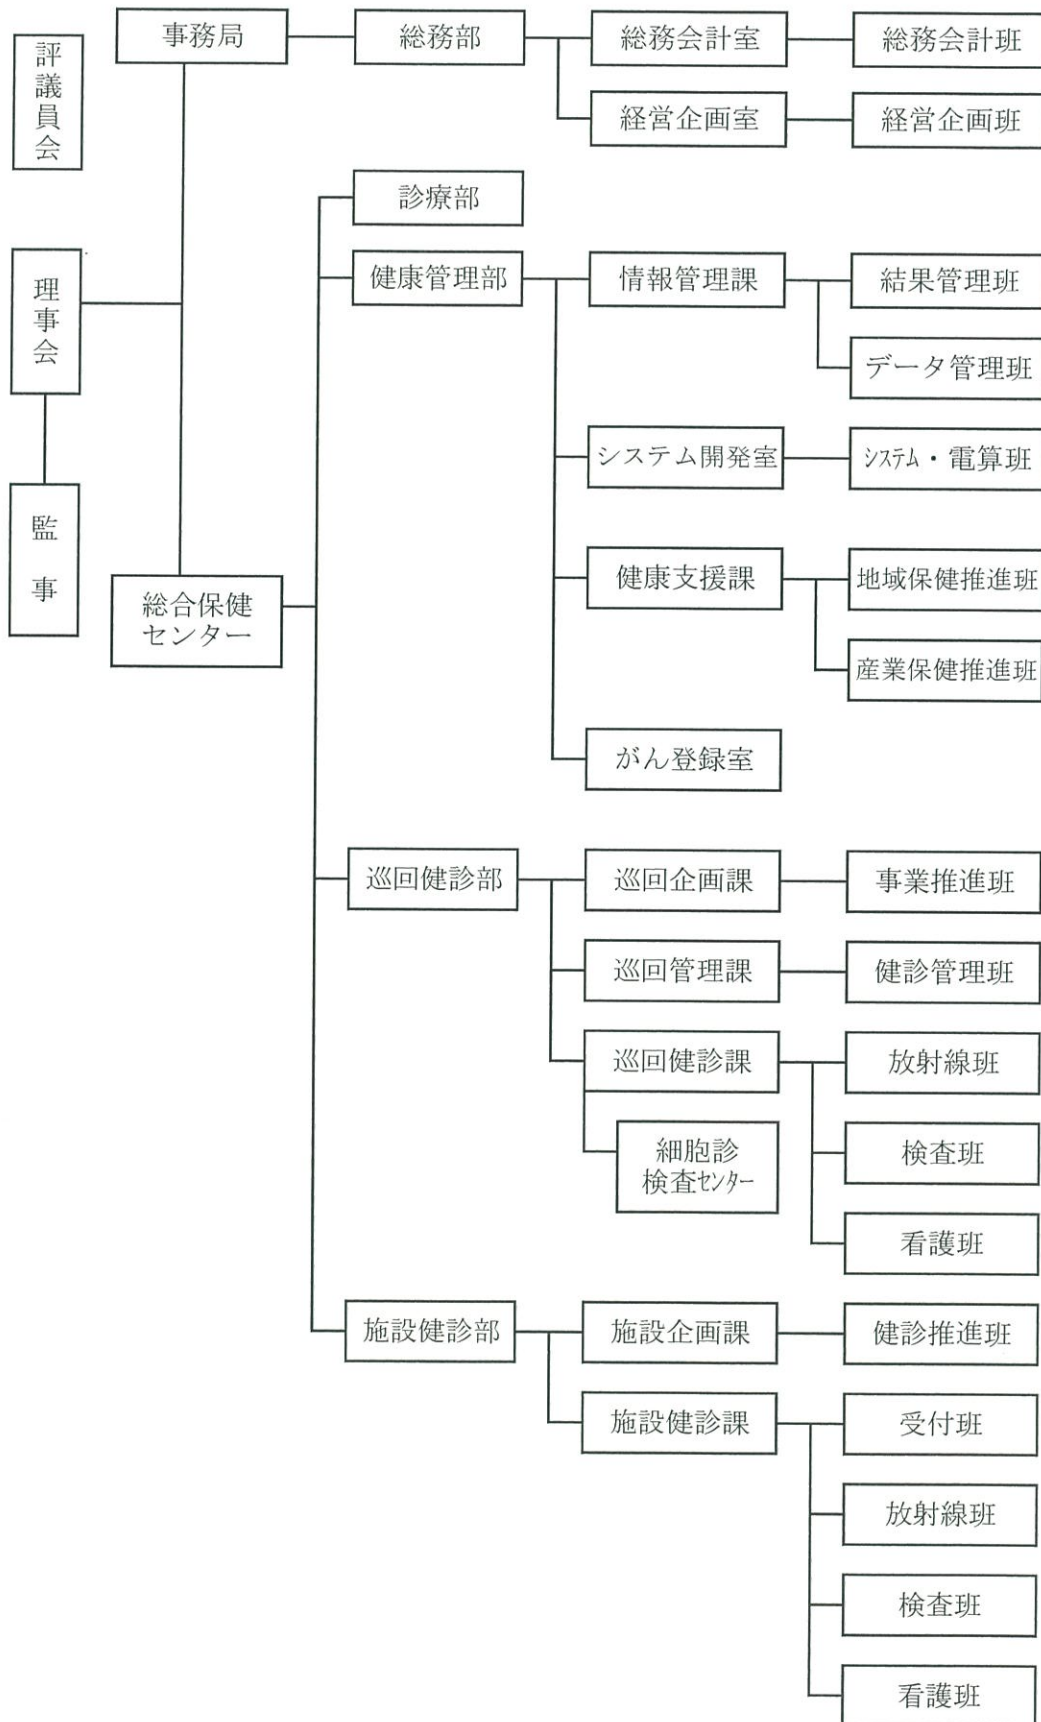 評議員会
理事会
監事
事務局
総務部
総務会計室
総務会計班
経営企画室
経営企画班
総合保健
センター
診療部
健康管理部
情報管理課
結果管理班
データ管理班
システム開発室
システム・電算班
健康支援課
地域保健推進班
産業保健推進班
がん登録室
巡回健診部
巡回企画課
事業推進班
巡回管理課
健診管理班
巡回健診課
放射線班
検査班
看護班
細胞診
検査センター
施設健診部
施設企画課
健診推進班
施設健診課
受付班
放射線班
検査班
看護班